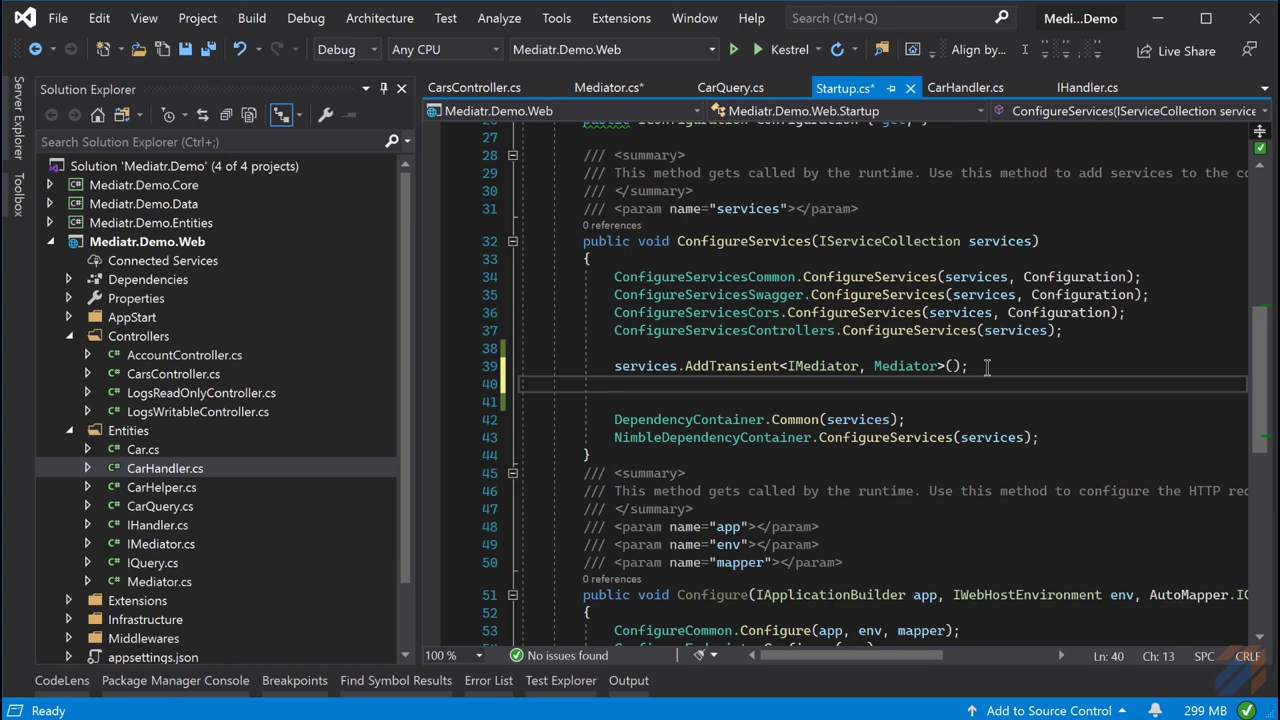 File Edit View Project Build Debug Architecture Test Analyze Tools Extensions Window Help Search (Ctrl+Q) Medi...Demo
Debug Any CPU Mediatr.Demo.Web Kestrel Align by... Live Share
Server Explorer
Toolbox
Solution Explorer
Search Solution Explorer (Ctrl+;)
Solution 'Mediatr.Demo' (4 of 4 projects)
Mediatr.Demo.Core
Mediatr.Demo.Data
Mediatr.Demo.Entities
Mediatr.Demo.Web
Connected Services
Dependencies
Properties
AppStart
Controllers
C# AccountController.cs
C# CarsController.cs
C# LogsReadOnlyController.cs
C# LogsWritableController.cs
Entities
C# Car.cs
C# CarHandler.cs
C# CarHelper.cs
C# CarQuery.cs
C# IHandler.cs
C# IMediator.cs
C# IQuery.cs
C# Mediator.cs
Extensions
Infrastructure
Middlewares
appsettings.json
CarsController.cs Mediator.cs* CarQuery.cs Startup.cs* CarHandler.cs IHandler.cs
Mediatr.Demo.Web Mediatr.Demo.Web.Startup ConfigureServices(IServiceCollection service
26 public IConfiguration Configuration { get; }
27
28 /// <summary>
29 /// This method gets called by the runtime. Use this method to add services to the co
30 /// </summary>
31 /// <param name="services"></param>
0 references
32 public void ConfigureServices(IServiceCollection services)
33 {
34 ConfigureServicesCommon.ConfigureServices(services, Configuration);
35 ConfigureServicesSwagger.ConfigureServices(services, Configuration);
36 ConfigureServicesCors.ConfigureServices(services, Configuration);
37 ConfigureServicesControllers.ConfigureServices(services);
38
39 services.AddTransient<IMediator, Mediator>();
40
41
42 DependencyContainer.Common(services);
43 NimbleDependencyContainer.ConfigureServices(services);
44 }
45 /// <summary>
46 /// This method gets called by the runtime. Use this method to configure the HTTP req
47 /// </summary>
48 /// <param name="app"></param>
49 /// <param name="env"></param>
50 /// <param name="mapper"></param>
0 references
51 public void Configure(IApplicationBuilder app, IWebHostEnvironment env, AutoMapper.IC
52 {
53 ConfigureCommon.Configure(app, env, mapper);
100 % No issues found Ln: 40 Ch: 13 SPC CRLF
CodeLens Package Manager Console Breakpoints Find Symbol Results Error List Test Explorer Output
Ready Add to Source Control 299 MB